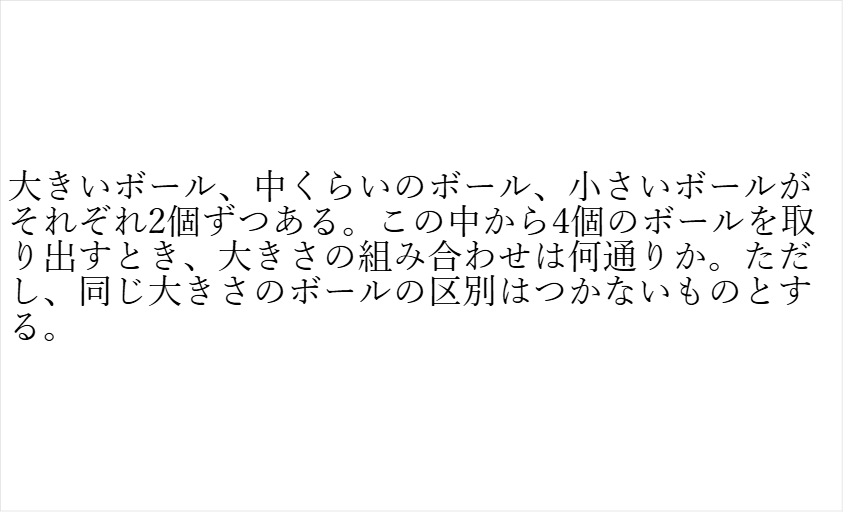 大きいボール、中くらいのボール、小さいボールが
それぞれ2個ずつある。この中から4個のボールを取
り出すとき、大きさの組み合わせは何通りか。ただ
し、同じ大きさのボールの区別はつかないものとす
る。